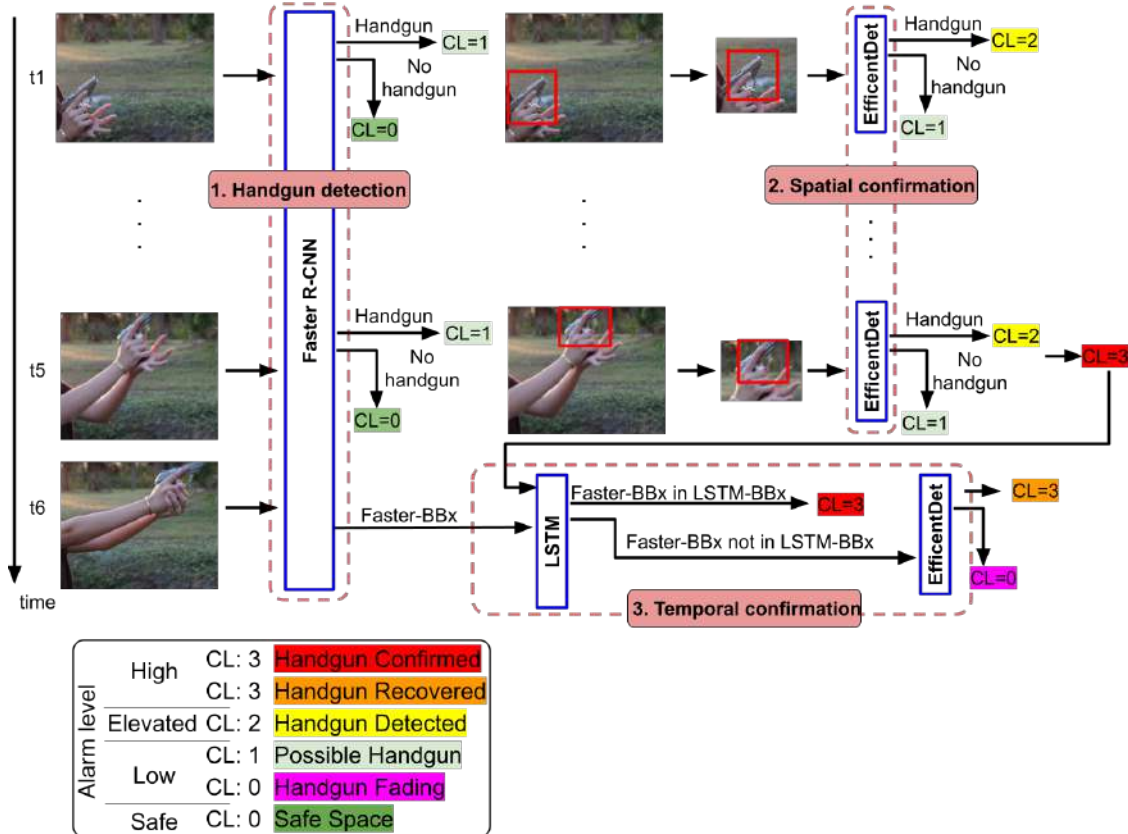 t1
Handgun
CL=1
No
handgun
CL=0
Handgun
CL=2
No
handgun
CL=1
EfficentDet
1. Handgun detection
2. Spatial confirmation
Faster R-CNN
t5
Handgun
CL=1
No
handgun
CL=0
EfficentDet
Handgun
CL=2
No
handgun
CL=1
CL=3
t6
Faster-BBx
LSTM
Faster-BBx in LSTM-BBx
CL=3
Faster-BBx not in LSTM-BBx
EfficentDet
CL=3
CL=0
3. Temporal confirmation
time
Alarm level
High
CL: 3 Handgun Confirmed
CL: 3 Handgun Recovered
Elevated CL: 2 Handgun Detected
Low
CL: 1 Possible Handgun
CL: 0 Handgun Fading
Safe CL: 0 Safe Space